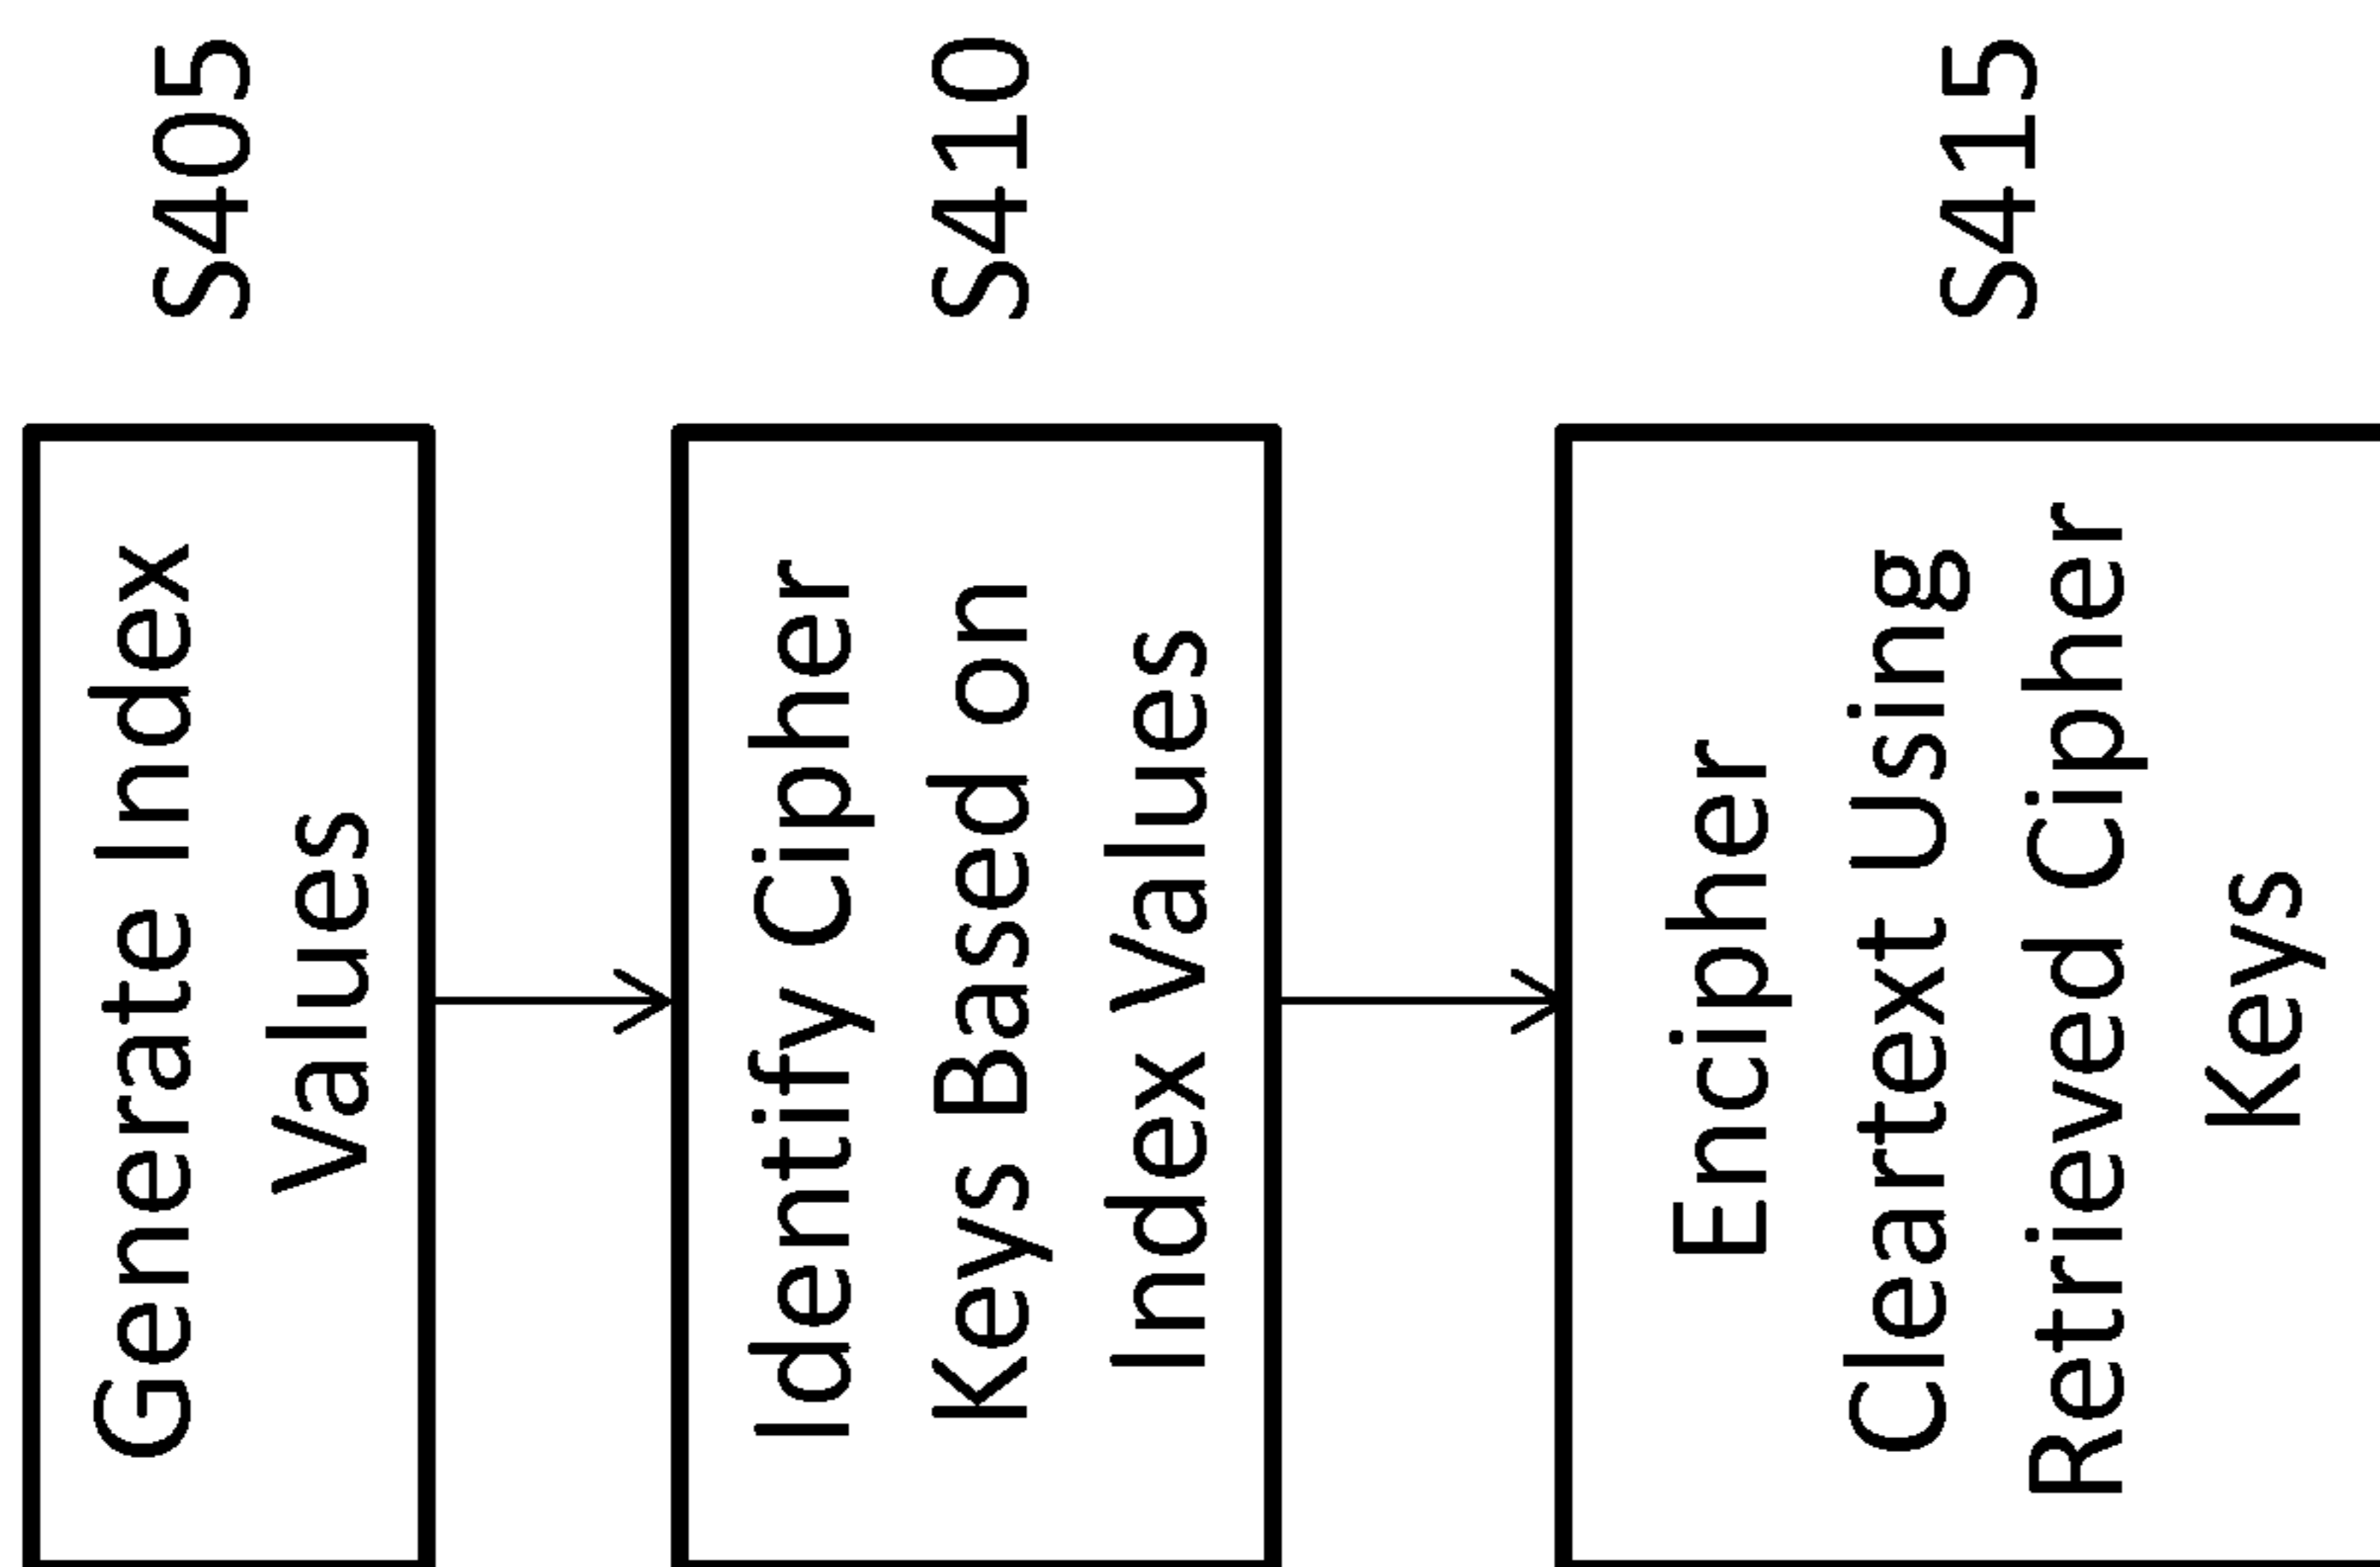 Generate Index
Values
S405
Identify Cipher
Keys Based on
Index Values
S410
Encipher
Cleartext Using
Retrieved Cipher
Keys
S415